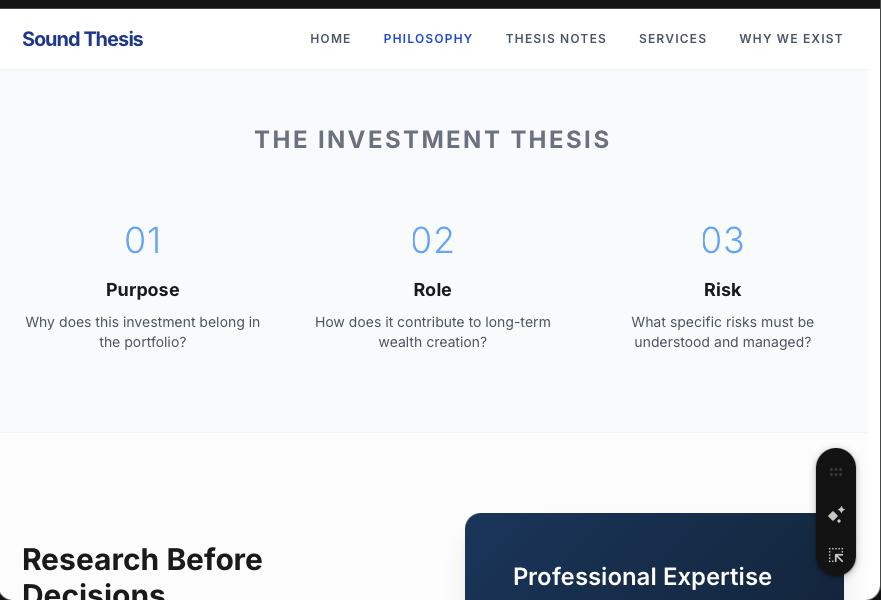 Sound Thesis
HOME PHILOSOPHY THESIS NOTES SERVICES WHY WE EXIST
THE INVESTMENT THESIS
01
Purpose
Why does this investment belong in
the portfolio?
02
Role
How does it contribute to long-term
wealth creation?
03
Risk
What specific risks must be
understood and managed?
Research Before
Decisions
Professional Expertise